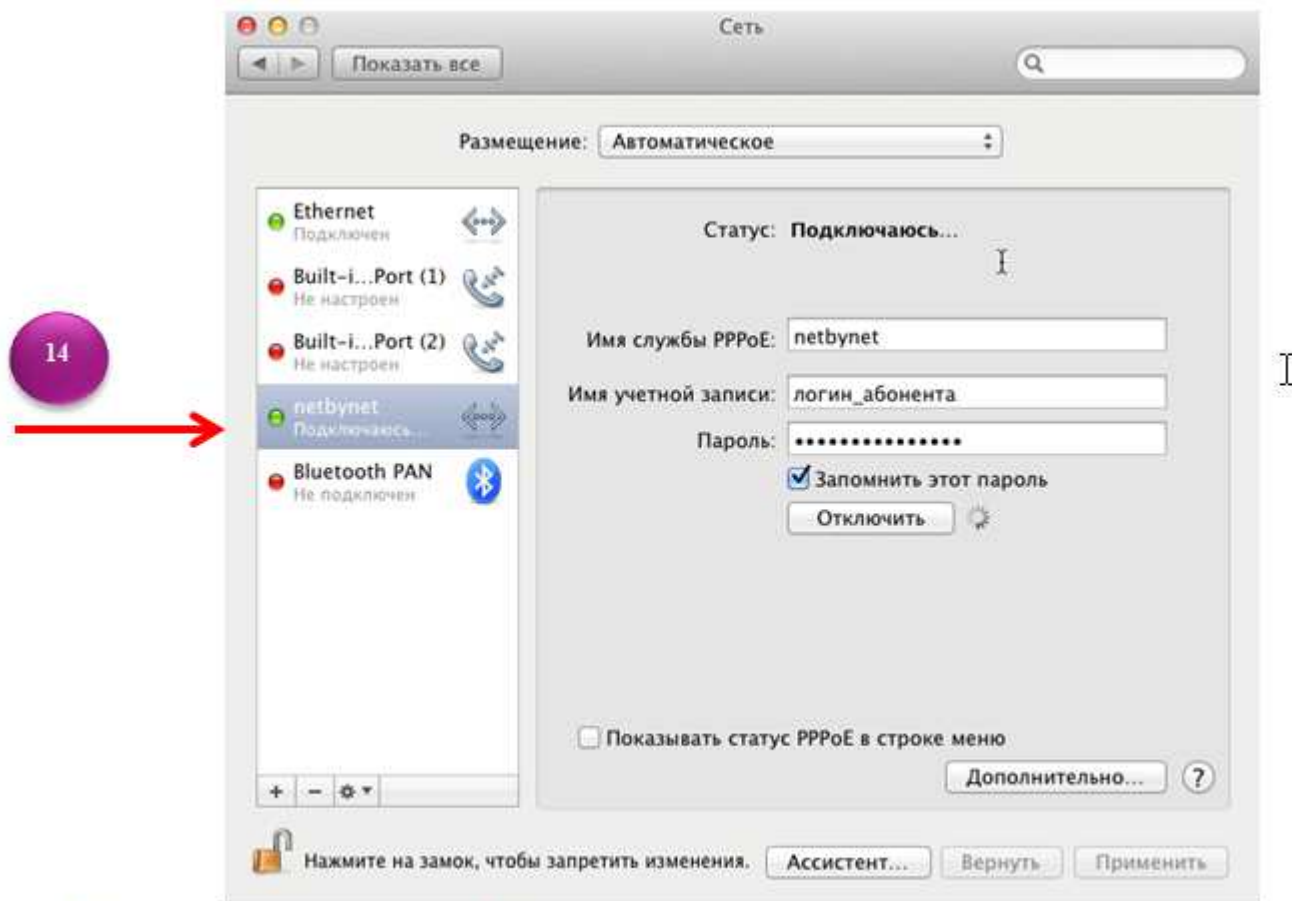 Сеть
Показать все
Размещение: Автоматическое
Ethernet
Подключен
Built-i...Port (1)
Не настроен
Built-i...Port (2)
Не настроен
14
netbynet
Подключаюсь...
Bluetooth PAN
Не подключен
Статус: Подключаюсь...
Имя службы PPPoE: netbynet
Имя учетной записи: логин_абонента
Пароль: •••••••••••••••
Запомнить этот пароль
Отключить
Показывать статус PPPoE в строке меню
Дополнительно... ?
Нажмите на замок, чтобы запретить изменения. Ассистент... Вернуть Применить